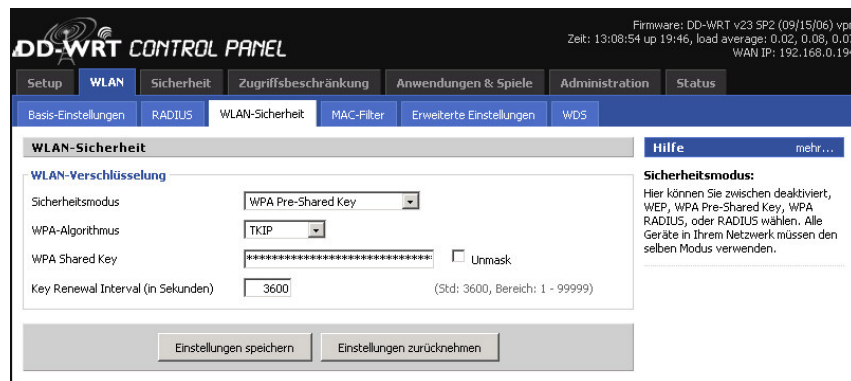 Firmware: DD-WRT v23 SP2 (09/15/06) vpn
Zeit: 13:08:54 up 19:46, load average: 0.02, 0.08, 0.0
WAN IP: 192.168.0.19
DD-WRT CONTROL PANEL
Setup WLAN Sicherheit Zugriffsbeschränkung Anwendungen & Spiele Administration Status
Basis-Einstellungen RADIUS WLAN-Sicherheit MAC-Filter Erweiterte Einstellungen WDS
WLAN-Sicherheit
WLAN-Verschlüsselung
Sicherheitsmodus WPA Pre-Shared Key
WPA-Algorithmus TKIP
WPA Shared Key ******************************* Unmask
Key Renewal Interval (in Sekunden) 3600 (Std: 3600, Bereich: 1 - 99999)
Einstellungen speichern Einstellungen zurücknehmen
Hilfe mehr...
Sicherheitsmodus:
Hier können Sie zwischen deaktiviert,
WEP, WPA Pre-Shared Key, WPA
RADIUS, oder RADIUS wählen. Alle
Geräte in Ihrem Netzwerk müssen den
selben Modus verwenden.